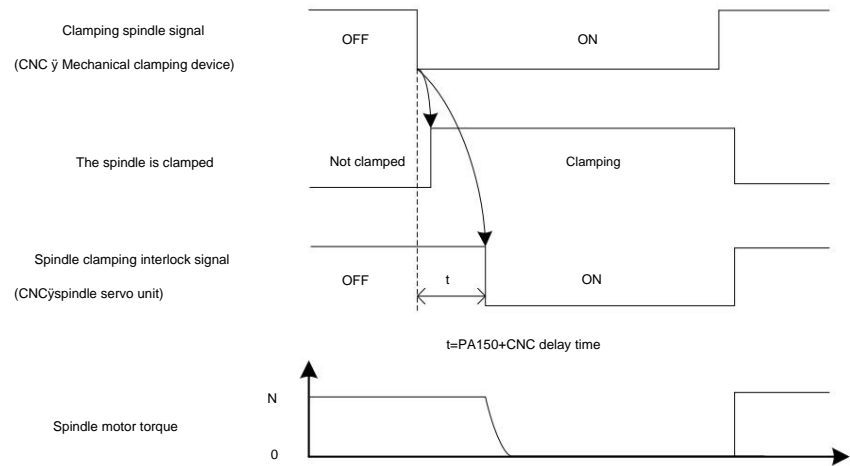 Clamping spindle signal
(CNC ÿ Mechanical clamping device)
OFF
ON
The spindle is clamped
Not clamped
Clamping
Spindle clamping interlock signal
(CNCÿspindle servo unit)
OFF
t
ON
t=PA150+CNC delay time
N
Spindle motor torque
0